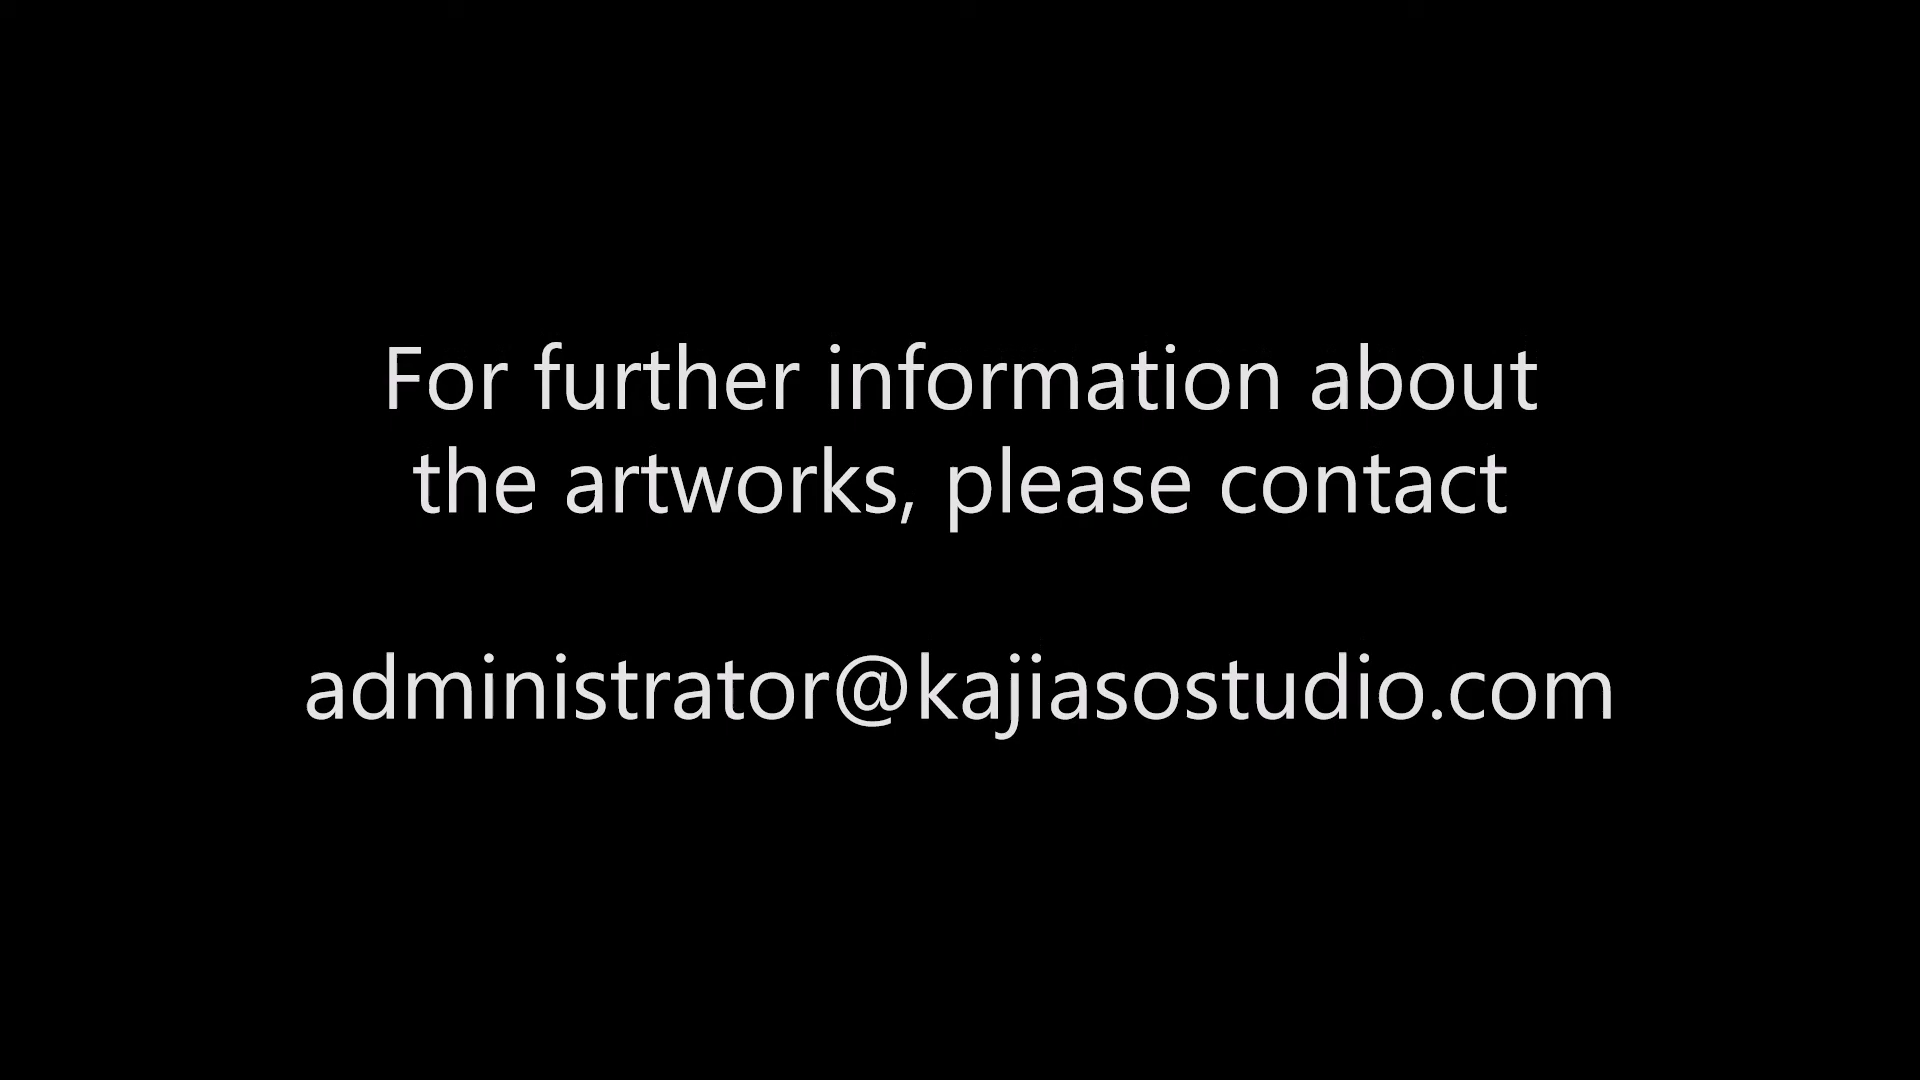 For further information about
the artworks, please contact
administrator@kajiasostudio.com